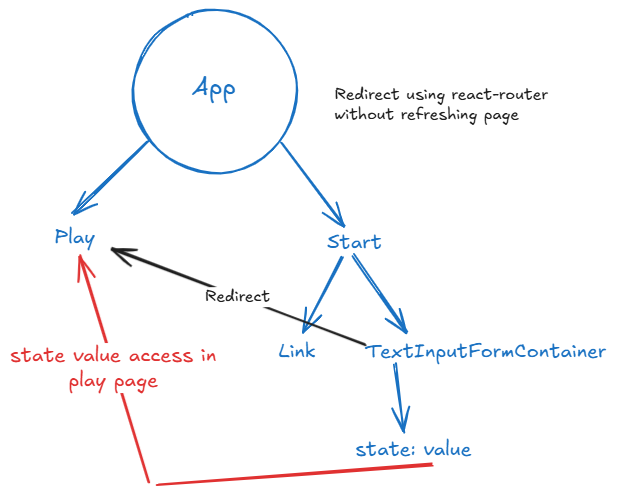 App
Redirect using react-router
without refreshing page
Play
Start
Redirect
state value access in
play page
Link
TextInputFormContainer
state: value